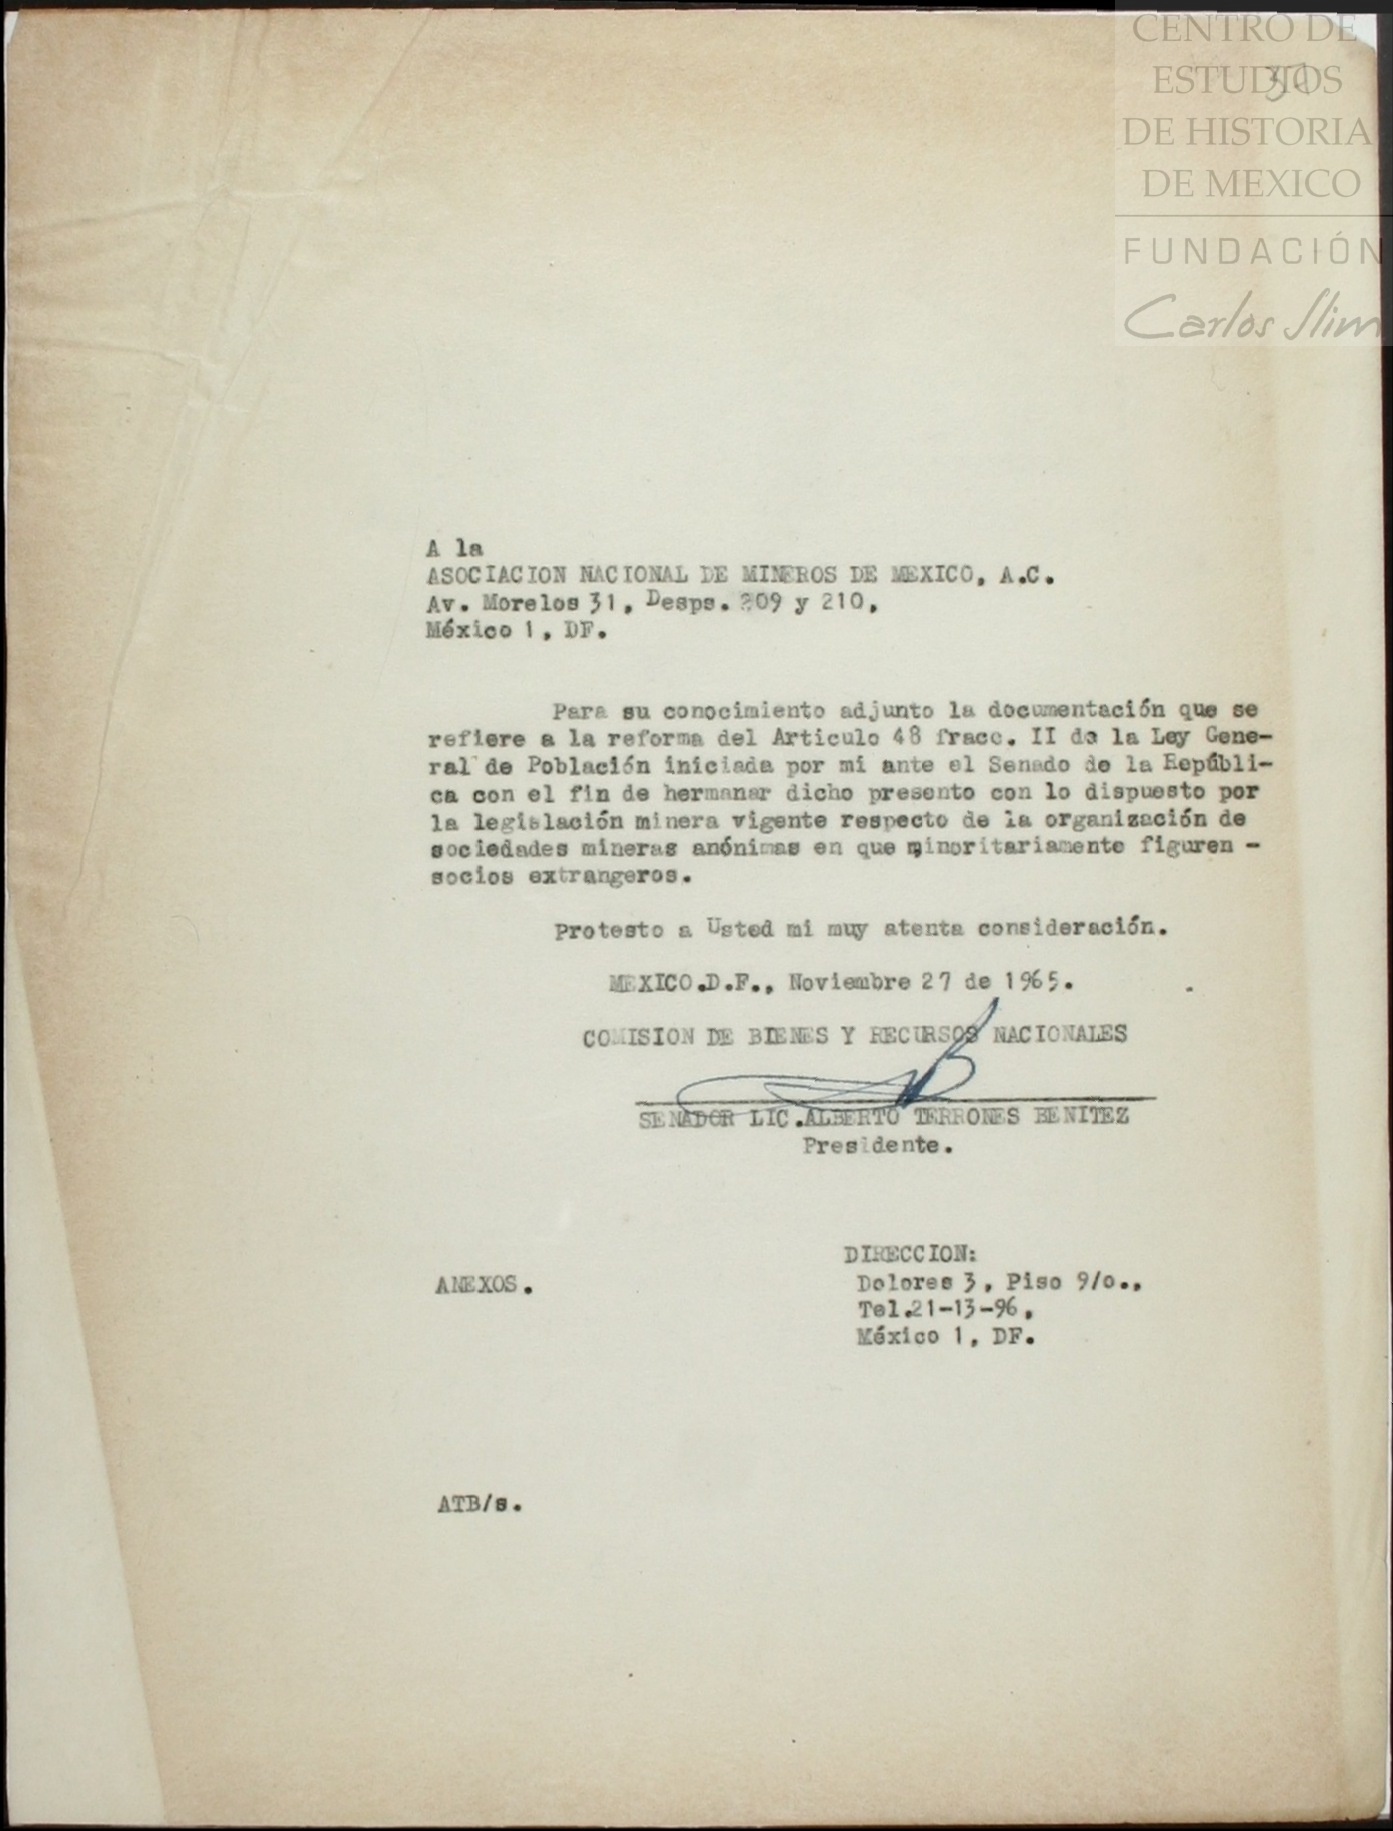 CENTRO DE
ESTUDIOS
DE HISTORIA
DE MEXICO
FUNDACIÓN
Carlos Slim
A la
ASOCIACION NACIONAL DE MINEROS DE MEXICO, A.C.
Av. Morelos 31, Desps. 209 y 210,
México 1, DF.
Para su conocimiento adjunto la documentación que se
refiere a la reforma del Articulo 48 fracc. II de la Ley Gene-
ral de Población iniciada por mi ante el Senado de la Repúbli-
ca con el fin de hermanar dicho presento con lo dispuesto por
la legislación minera vigente respecto de la organización de
sociedades mineras anónimas en que minoritariamente figuren -
socios extrangeros.
Protesto a Usted mi muy atenta consideración.
MEXICO.D.F., Noviembre 27 de 1965.
COMISION DE BIENES Y RECURSOS NACIONALES
SENADOR LIC.ALBERTO TERRONES BENITEZ
Presidente.
DIRECCION:
ANEXOS.
Dolores 3, Piso 9/o.,
Tel.21-13-96,
México 1, DF.
ATB/s.